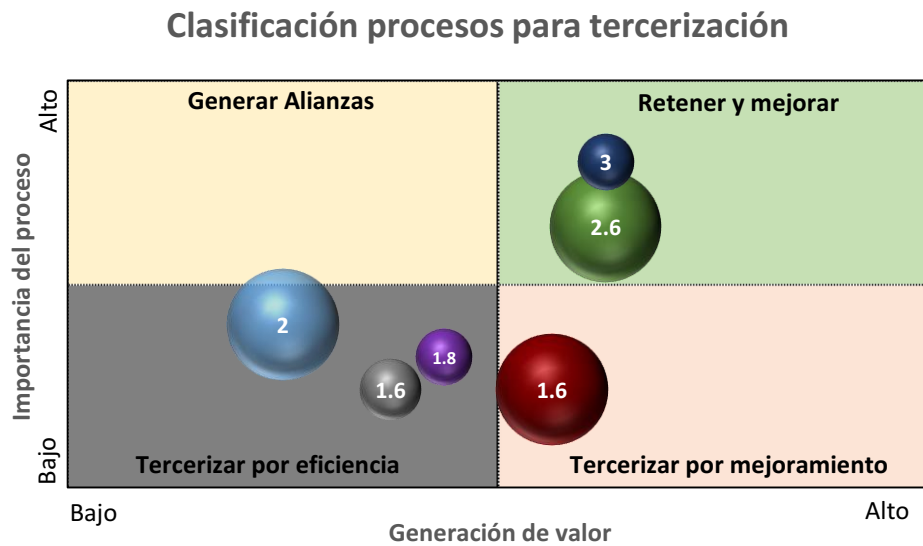 Clasificación procesos para tercerización
Alto
Generar Alianzas
Retener y mejorar
3
2.6
Importancia del proceso
2
1.8
1.6
1.6
Bajo
Tercerizar por eficiencia
Tercerizar por mejoramiento
Bajo
Alto
Generación de valor